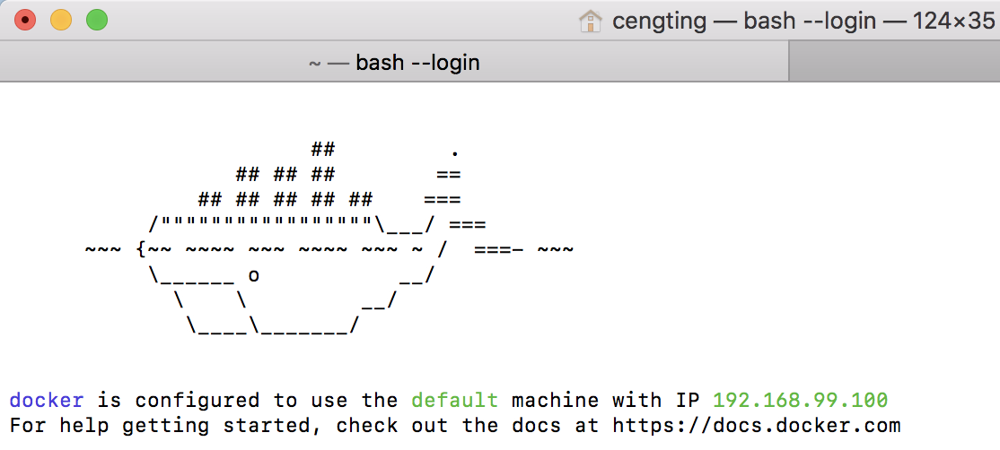 cengting — bash --login — 124×35
~ — bash --login
                        ##         .
                  ## ## ##        ==
               ## ## ## ## ##    ===
           /"""""""""""""""""\___/ ===
      ~~~ {~~ ~~~~ ~~~ ~~~~ ~~~ ~ /  ===- ~~~
           \______ o           __/
             \    \         __/
              \____\_______/
docker is configured to use the default machine with IP 192.168.99.100
For help getting started, check out the docs at https://docs.docker.com